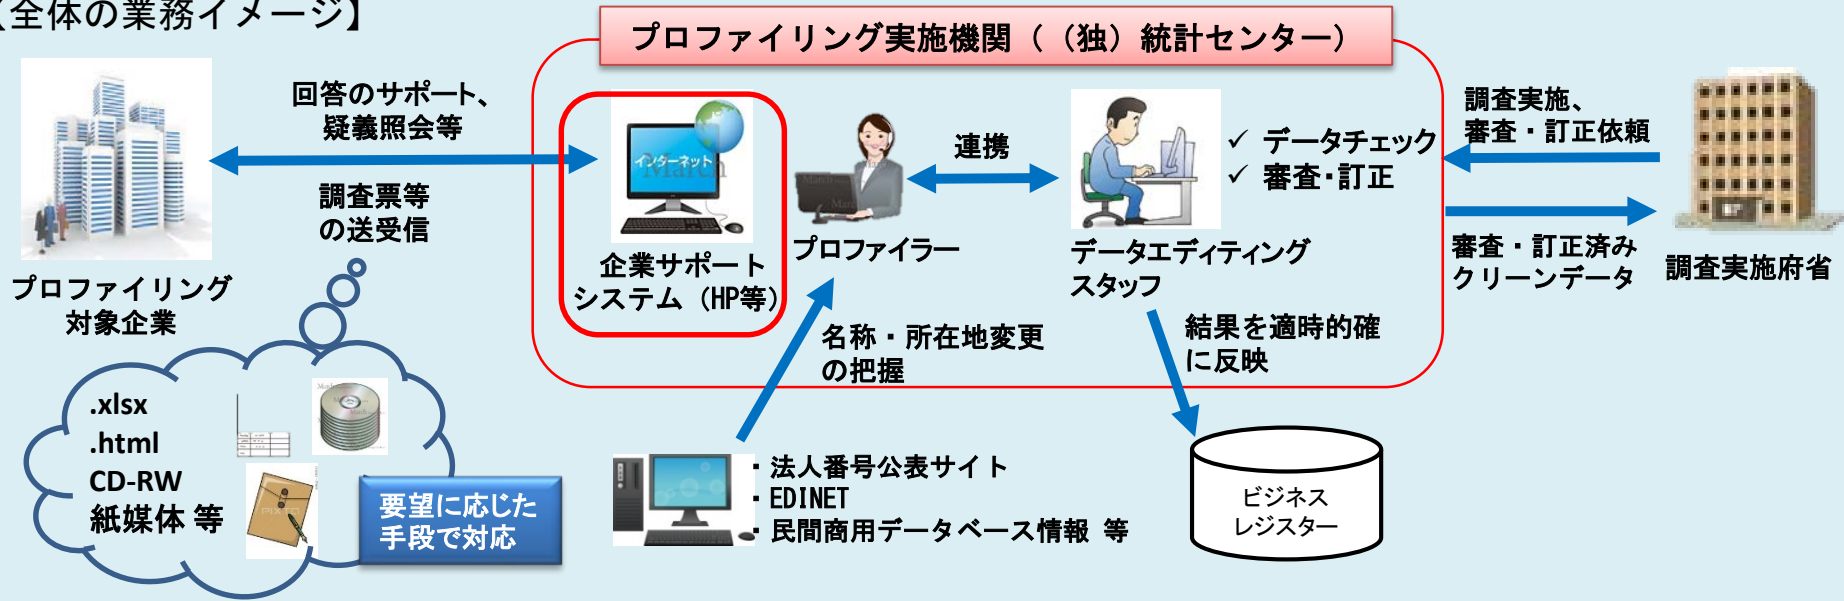 【全体の業務イメージ】
プロファイリング実施機関（（独）統計センター）
回答のサポート、
疑義照会等
調査票等
の送受信
プロファイリング
対象企業
インターネット
March
企業サポート
システム（HP等）
プロファイラー
連携
データエディティング
スタッフ
✓ データチェック
✓ 審査・訂正
調査実施、
審査・訂正依頼
審査・訂正済み
クリーンデータ
調査実施府省
名称・所在地変更
の把握
結果を適時的確
に反映
.xlsx
.html
CD-RW
紙媒体 等
PIXTA
要望に応じた
手段で対応
・法人番号公表サイト
・EDINET
・民間商用データベース情報 等
ビジネス
レジスター